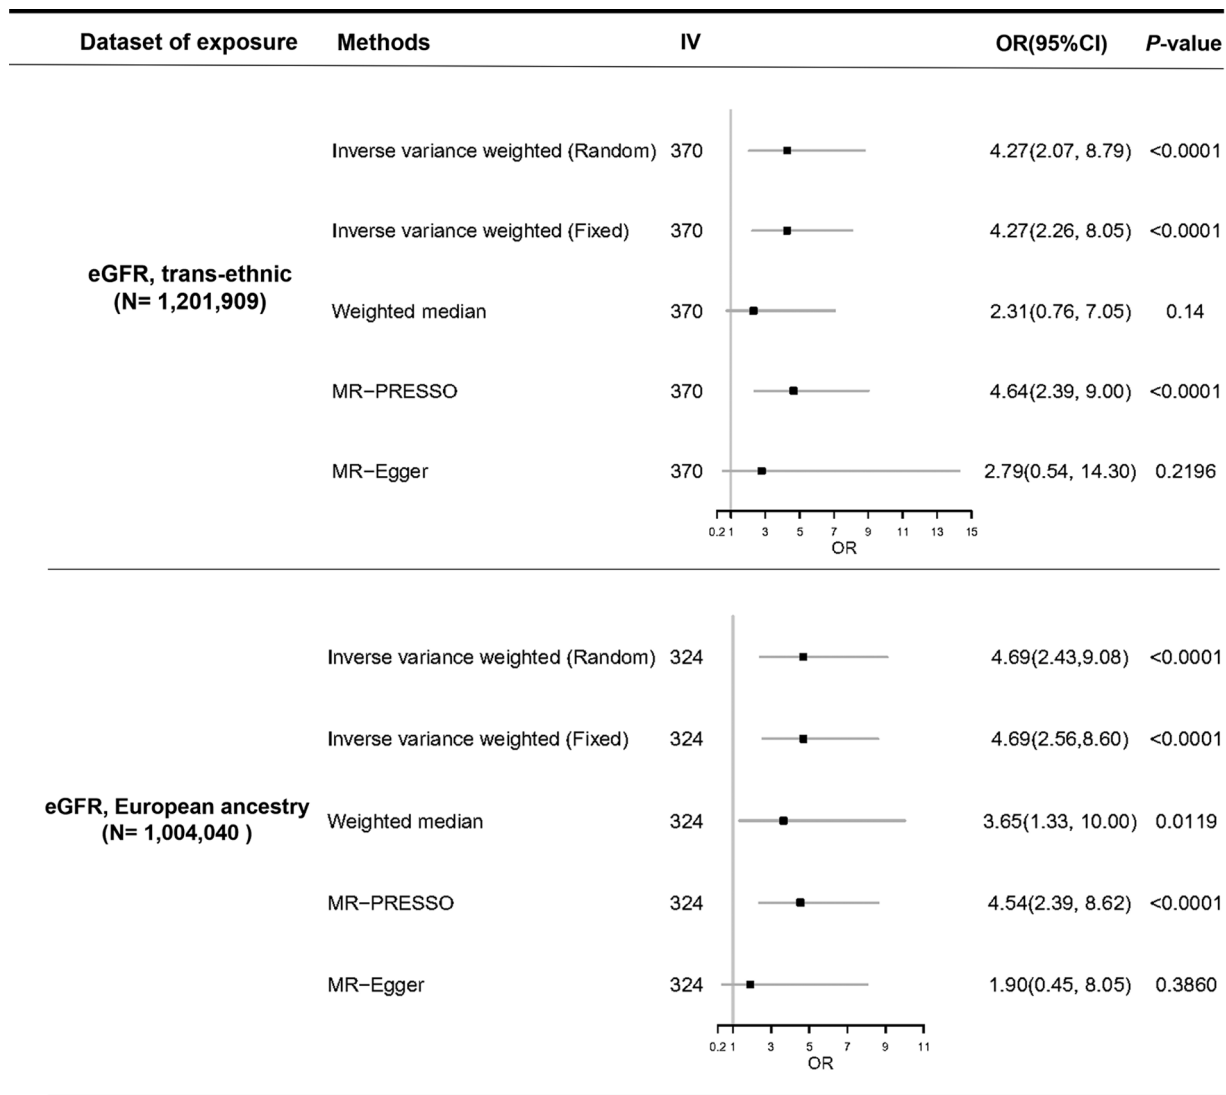 Dataset of exposure Methods IV OR(95%CI) P-value
Inverse variance weighted (Random) 370 4.27(2.07, 8.79) <0.0001
Inverse variance weighted (Fixed) 370 4.27(2.26, 8.05) <0.0001
eGFR, trans-ethnic
(N= 1,201,909)
Weighted median 370 2.31(0.76, 7.05) 0.14
MR−PRESSO 370 4.64(2.39, 9.00) <0.0001
MR−Egger 370 2.79(0.54, 14.30) 0.2196
0.2 1 3 5 7 9 11 13 15
OR
Inverse variance weighted (Random) 324 4.69(2.43,9.08) <0.0001
Inverse variance weighted (Fixed) 324 4.69(2.56,8.60) <0.0001
eGFR, European ancestry
(N= 1,004,040 )
Weighted median 324 3.65(1.33, 10.00) 0.0119
MR−PRESSO 324 4.54(2.39, 8.62) <0.0001
MR−Egger 324 1.90(0.45, 8.05) 0.3860
0.2 1 3 5 7 9 11
OR